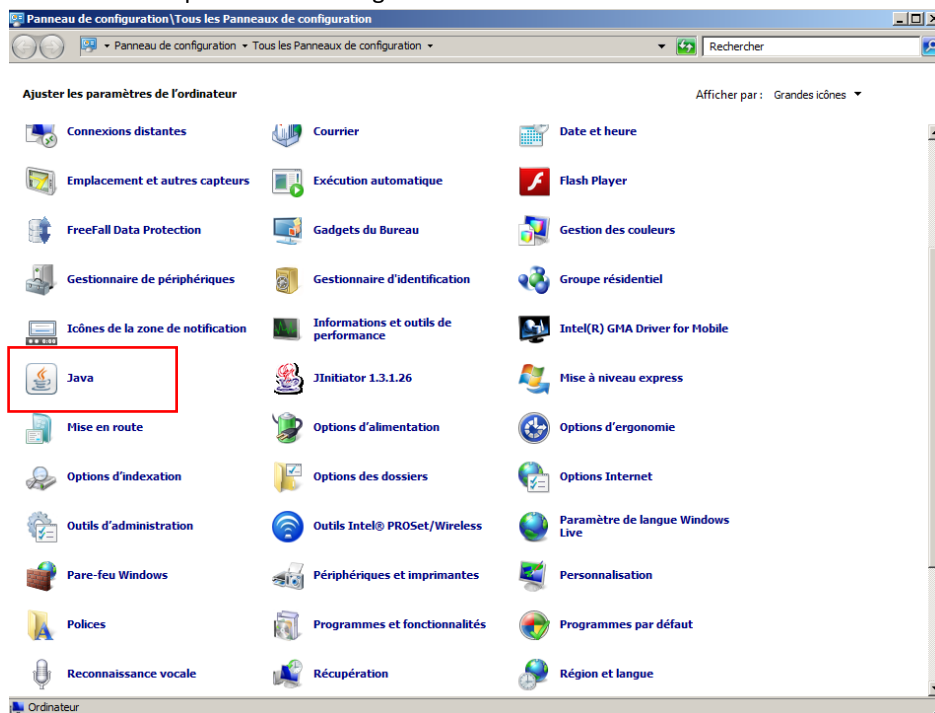 Panneau de configuration\Tous les Panneaux de configuration
Panneau de configuration Tous les Panneaux de configuration
Rechercher
Ajuster les paramètres de l'ordinateur
Afficher par : Grandes icônes
Connexions distantes
Courrier
Date et heure
Emplacement et autres capteurs
Exécution automatique
Flash Player
FreeFall Data Protection
Gadgets du Bureau
Gestion des couleurs
Gestionnaire de périphériques
Gestionnaire d'identification
Groupe résidentiel
Icônes de la zone de notification
Informations et outils de
performance
Intel(R) GMA Driver for Mobile
Java
JInitiator 1.3.1.26
Mise à niveau express
Mise en route
Options d'alimentation
Options d'ergonomie
Options d'indexation
Options des dossiers
Options Internet
Outils d'administration
Outils Intel® PROSet/Wireless
Paramètre de langue Windows
Live
Pare-feu Windows
Périphériques et imprimantes
Personnalisation
Polices
Programmes et fonctionnalités
Programmes par défaut
Reconnaissance vocale
Récupération
Région et langue
Ordinateur